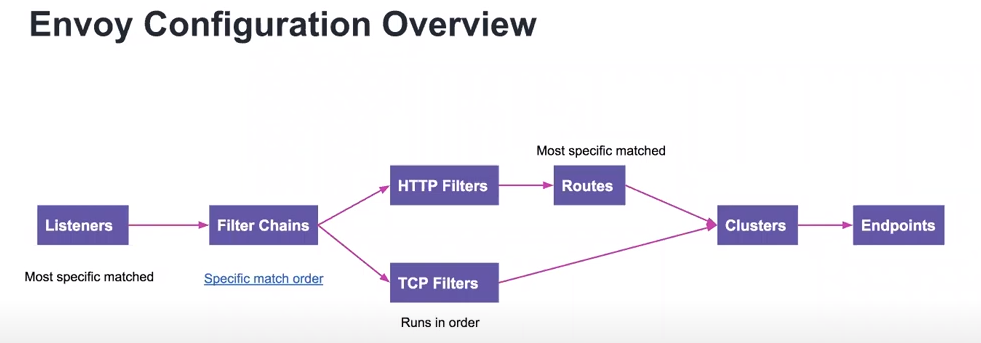 Envoy Configuration Overview
Most specific matched
HTTP Filters
Routes
Listeners
Filter Chains
Clusters
Endpoints
Most specific matched
Specific match order
TCP Filters
Runs in order